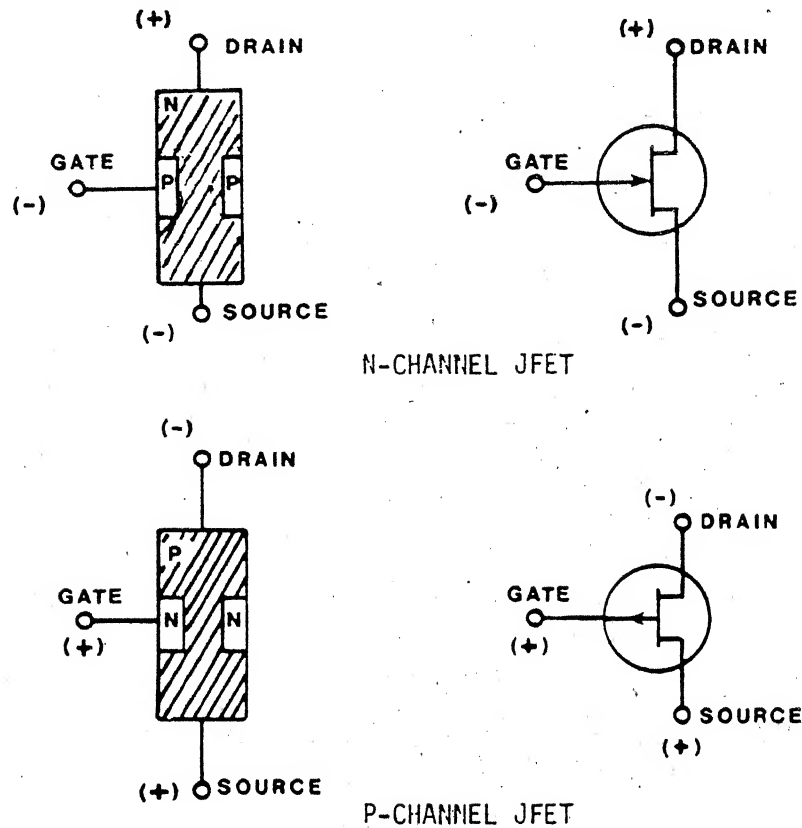 (+)
DRAIN
N
GATE
P
P
(-)
SOURCE
(-)
(+)
DRAIN
GATE
(-)
SOURCE
(-)
N-CHANNEL JFET
(-)
DRAIN
P
GATE
N
N
(+)
(+)
SOURCE
(-)
DRAIN
GATE
(+)
SOURCE
(+)
P-CHANNEL JFET